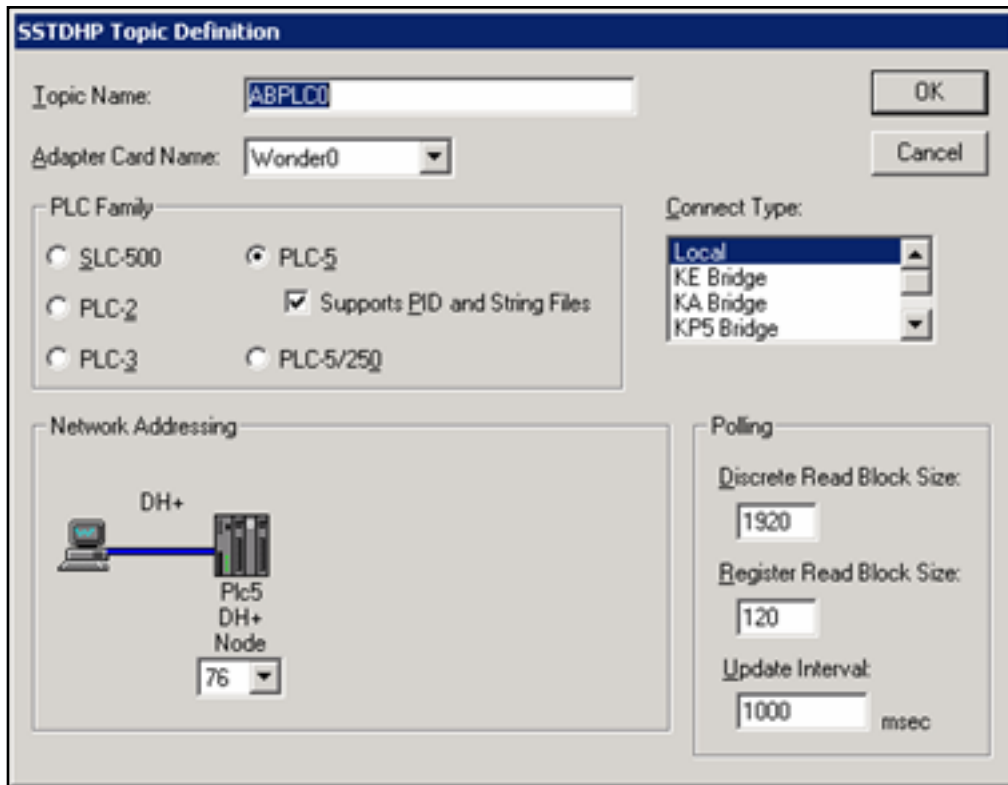 SSTDHP Topic Definition
Topic Name:
ABPLC0
OK
Adapter Card Name:
Wonder0
Cancel
PLC Family
SLC-500
PLC-5
Supports PID and String Files
PLC-2
PLC-3
PLC-5/250
Connect Type:
Local
KE Bridge
KA Bridge
KP5 Bridge
Network Addressing
DH+
Plc5
DH+
Node
76
Polling
Discrete Read Block Size:
1920
Register Read Block Size:
120
Update Interval:
1000 msec